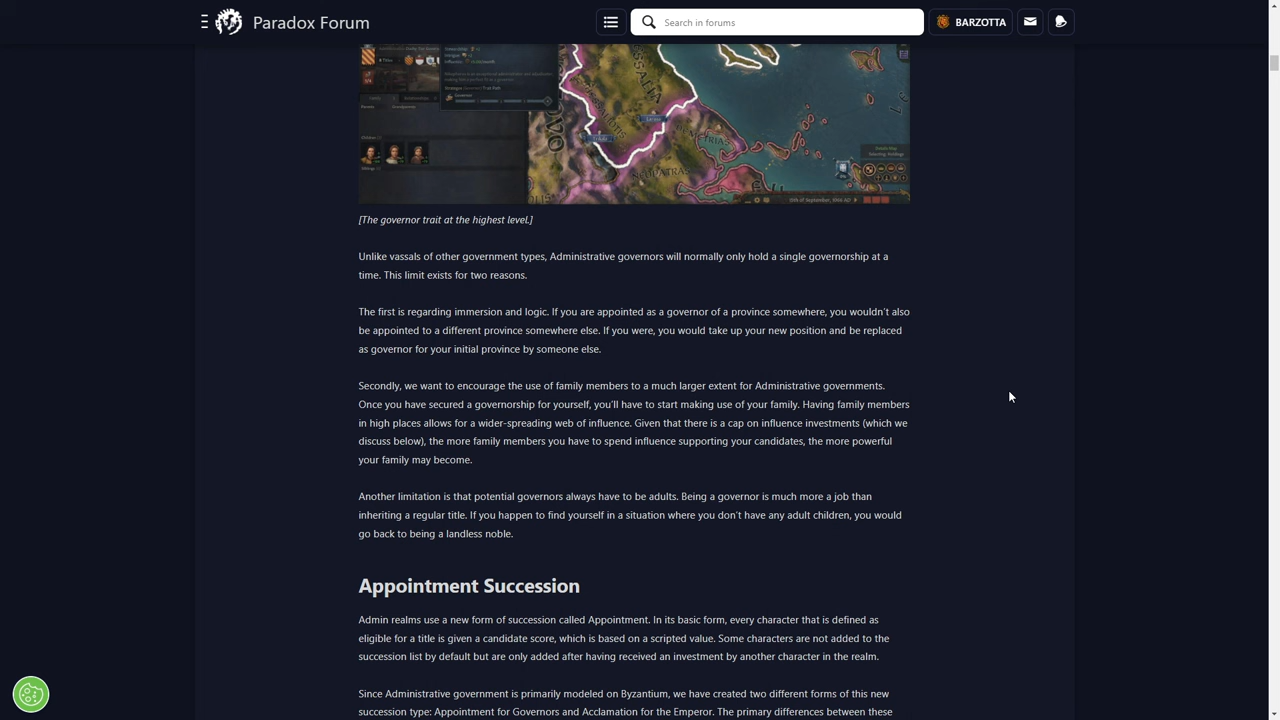 Paradox Forum
Search in forums
BARZOTTA
Larissa
Trikala
[The governor trait at the highest level.]
Unlike vassals of other government types, Administrative governors will normally only hold a single governorship at a
time. This limit exists for two reasons.
The first is regarding immersion and logic. If you are appointed as a governor of a province somewhere, you wouldn't also
be appointed to a different province somewhere else. If you were, you would take up your new position and be replaced
as governor for your initial province by someone else.
Secondly, we want to encourage the use of family members to a much larger extent for Administrative governments.
Once you have secured a governorship for yourself, you'll have to start making use of your family. Having family members
in high places allows for a wider-spreading web of influence. Given that there is a cap on influence investments (which we
discuss below), the more family members you have to spend influence supporting your candidates, the more powerful
your family may become.
Another limitation is that potential governors always have to be adults. Being a governor is much more a job than
inheriting a regular title. If you happen to find yourself in a situation where you don't have any adult children, you would
go back to being a landless noble.
Appointment Succession
Admin realms use a new form of succession called Appointment. In its basic form, every character that is defined as
eligible for a title is given a candidate score, which is based on a scripted value. Some characters are not added to the
succession list by default but are only added after having received an investment by another character in the realm.
Since Administrative government is primarily modeled on Byzantium, we have created two different forms of this new
succession type: Appointment for Governors and Acclamation for the Emperor. The primary differences between these